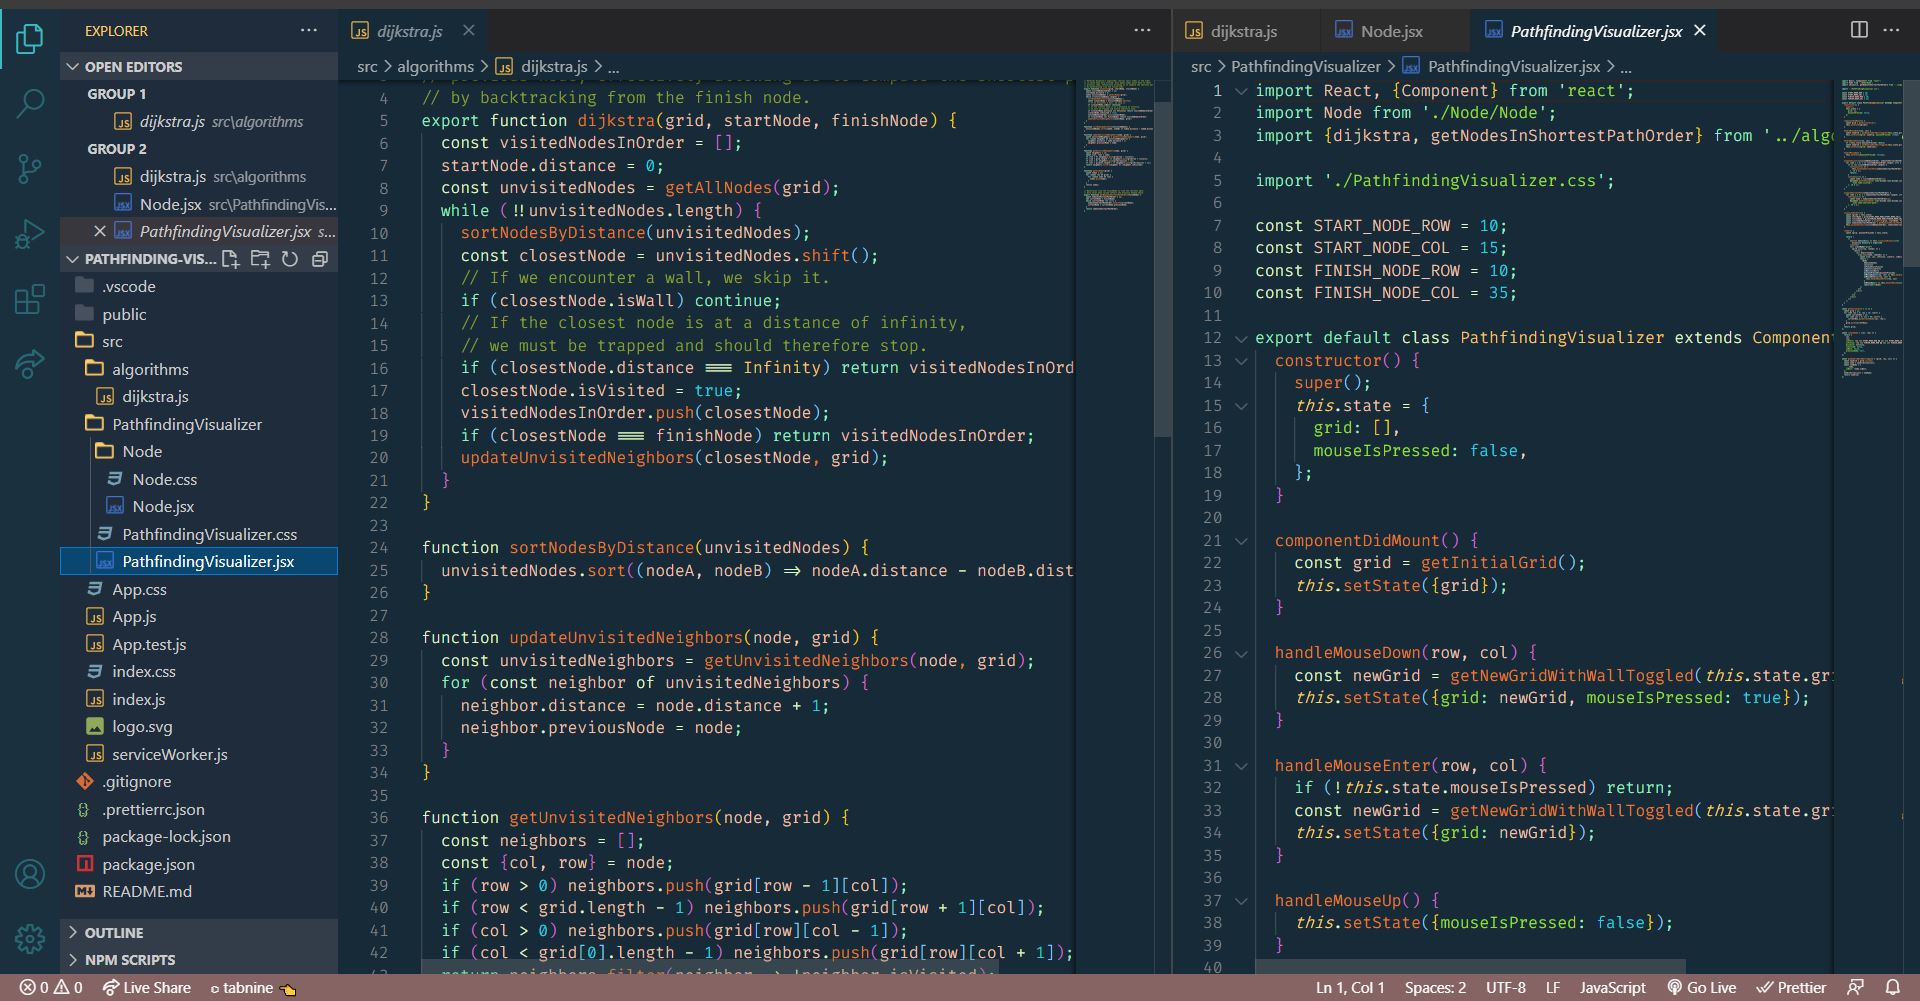 EXPLORER
OPEN EDITORS
GROUP 1
dijkstra.js src\algorithms
GROUP 2
dijkstra.js src\algorithms
Node.jsx src\PathfindingVis...
PathfindingVisualizer.jsx s...
PATHFINDING-VIS...
.vscode
public
src
algorithms
dijkstra.js
PathfindingVisualizer
Node
Node.css
Node.jsx
PathfindingVisualizer.css
PathfindingVisualizer.jsx
App.css
App.js
App.test.js
index.css
index.js
logo.svg
serviceWorker.js
.gitignore
.prettierrc.json
package-lock.json
package.json
README.md
OUTLINE
NPM SCRIPTS
dijkstra.js
src > algorithms > dijkstra.js > ...
4 // by backtracking from the finish node.
5 export function dijkstra(grid, startNode, finishNode) {
6 const visitedNodesInOrder = [];
7 startNode.distance = 0;
8 const unvisitedNodes = getAllNodes(grid);
9 while (!!unvisitedNodes.length) {
10 sortNodesByDistance(unvisitedNodes);
11 const closestNode = unvisitedNodes.shift();
12 // If we encounter a wall, we skip it.
13 if (closestNode.isWall) continue;
14 // If the closest node is at a distance of infinity,
15 // we must be trapped and should therefore stop.
16 if (closestNode.distance === Infinity) return visitedNodesInOrd
17 closestNode.isVisited = true;
18 visitedNodesInOrder.push(closestNode);
19 if (closestNode === finishNode) return visitedNodesInOrder;
20 updateUnvisitedNeighbors(closestNode, grid);
21 }
22 }
23
24 function sortNodesByDistance(unvisitedNodes) {
25 unvisitedNodes.sort((nodeA, nodeB) => nodeA.distance - nodeB.dist
26 }
27
28 function updateUnvisitedNeighbors(node, grid) {
29 const unvisitedNeighbors = getUnvisitedNeighbors(node, grid);
30 for (const neighbor of unvisitedNeighbors) {
31 neighbor.distance = node.distance + 1;
32 neighbor.previousNode = node;
33 }
34 }
35
36 function getUnvisitedNeighbors(node, grid) {
37 const neighbors = [];
38 const {col, row} = node;
39 if (row > 0) neighbors.push(grid[row - 1][col]);
40 if (row < grid.length - 1) neighbors.push(grid[row + 1][col]);
41 if (col > 0) neighbors.push(grid[row][col - 1]);
42 if (col < grid[0].length - 1) neighbors.push(grid[row][col + 1]);
return neighbors.filter(neighbor => !neighbor.isVisited);
dijkstra.js Node.jsx PathfindingVisualizer.jsx
src > PathfindingVisualizer > PathfindingVisualizer.jsx > ...
1 import React, {Component} from 'react';
2 import Node from './Node/Node';
3 import {dijkstra, getNodesInShortestPathOrder} from '../algo
4
5 import './PathfindingVisualizer.css';
6
7 const START_NODE_ROW = 10;
8 const START_NODE_COL = 15;
9 const FINISH_NODE_ROW = 10;
10 const FINISH_NODE_COL = 35;
11
12 export default class PathfindingVisualizer extends Component
13 constructor() {
14 super();
15 this.state = {
16 grid: [],
17 mouseIsPressed: false,
18 };
19 }
20
21 componentDidMount() {
22 const grid = getInitialGrid();
23 this.setState({grid});
24 }
25
26 handleMouseDown(row, col) {
27 const newGrid = getNewGridWithWallToggled(this.state.gr
28 this.setState({grid: newGrid, mouseIsPressed: true});
29 }
30
31 handleMouseEnter(row, col) {
32 if (!this.state.mouseIsPressed) return;
33 const newGrid = getNewGridWithWallToggled(this.state.gr
34 this.setState({grid: newGrid});
35 }
36
37 handleMouseUp() {
38 this.setState({mouseIsPressed: false});
39 }
40
0 0 Live Share tabnine Ln 1, Col 1 Spaces: 2 UTF-8 LF JavaScript Go Live Prettier